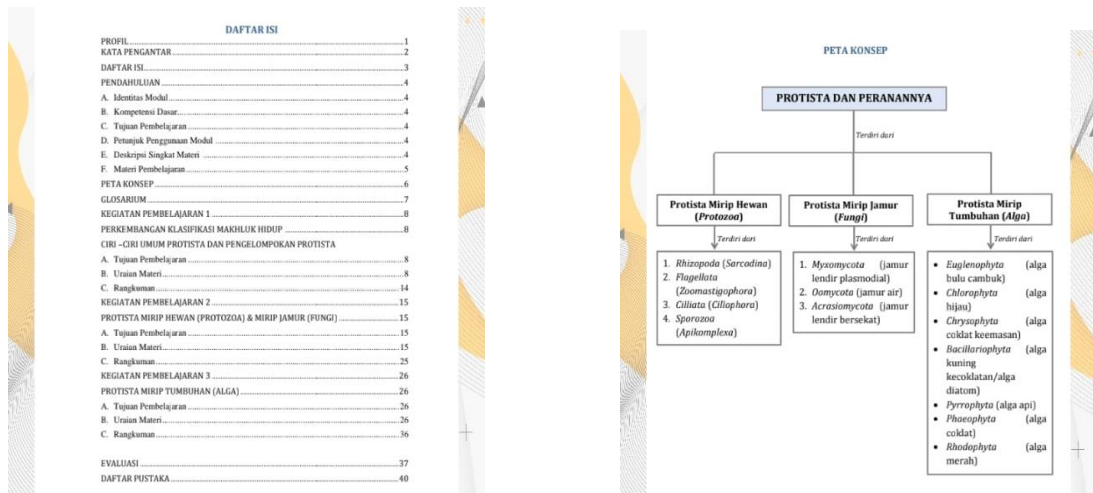 DAFTAR ISI
PROFIL 1
KATA PENGANTAR 2
DAFTAR ISI 3
PENDAHULUAN 4
A. Identitas Modul 4
B. Kompetensi Dasar 4
C. Tujuan Pembelajaran 4
D. Petunjuk Penggunaan Modul 4
E. Deskripsi Singkat Materi 4
F. Materi Pembelajaran 5
PETA KONSEP 6
GLOSARIUM 7
KEGIATAN PEMBELAJARAN 1 8
PERKEMBANGAN KLASIFIKASI MAKHLUK HIDUP 8
CIRI –CIRI UMUM PROTISTA DAN PENGELOMPOKAN PROTISTA
A. Tujuan Pembelajaran 8
B. Uraian Materi 8
C. Rangkuman 14
KEGIATAN PEMBELAJARAN 2 15
PROTISTA MIRIP HEWAN (PROTOZOA) & MIRIP JAMUR (FUNGI) 15
A. Tujuan Pembelajaran 15
B. Uraian Materi 15
C. Rangkuman 25
KEGIATAN PEMBELAJARAN 3 26
PROTISTA MIRIP TUMBUHAN (ALGA) 26
A. Tujuan Pembelajaran 26
B. Uraian Materi 26
C. Rangkuman 36
EVALUASI 37
DAFTAR PUSTAKA 40
PETA KONSEP
PROTISTA DAN PERANANNYA
Terdiri dari
Protista Mirip Hewan
(Protozoa)
Terdiri dari
1. Rhizopoda (Sarcodina)
2. Flagellata
(Zoomastigophora)
3. Cilliata (Ciliophora)
4. Sporozoa
(Apikomplexa)
Protista Mirip Jamur
(Fungi)
Terdiri dari
1. Myxomycota (jamur
lendir plasmodial)
2. Oomycota (jamur air)
3. Acrasiomycota (jamur
lendir bersekat)
Protista Mirip
Tumbuhan (Alga)
Terdiri dari
• Euglenophyta (alga
bulu cambuk)
• Chlorophyta (alga
hijau)
• Chrysophyta (alga
coklat keemasan)
• Bacillariophyta (alga
kuning
kecoklatan/alga
diatom)
• Pyrrophyta (alga api)
• Phaeophyta (alga
coklat)
• Rhodophyta (alga
merah)